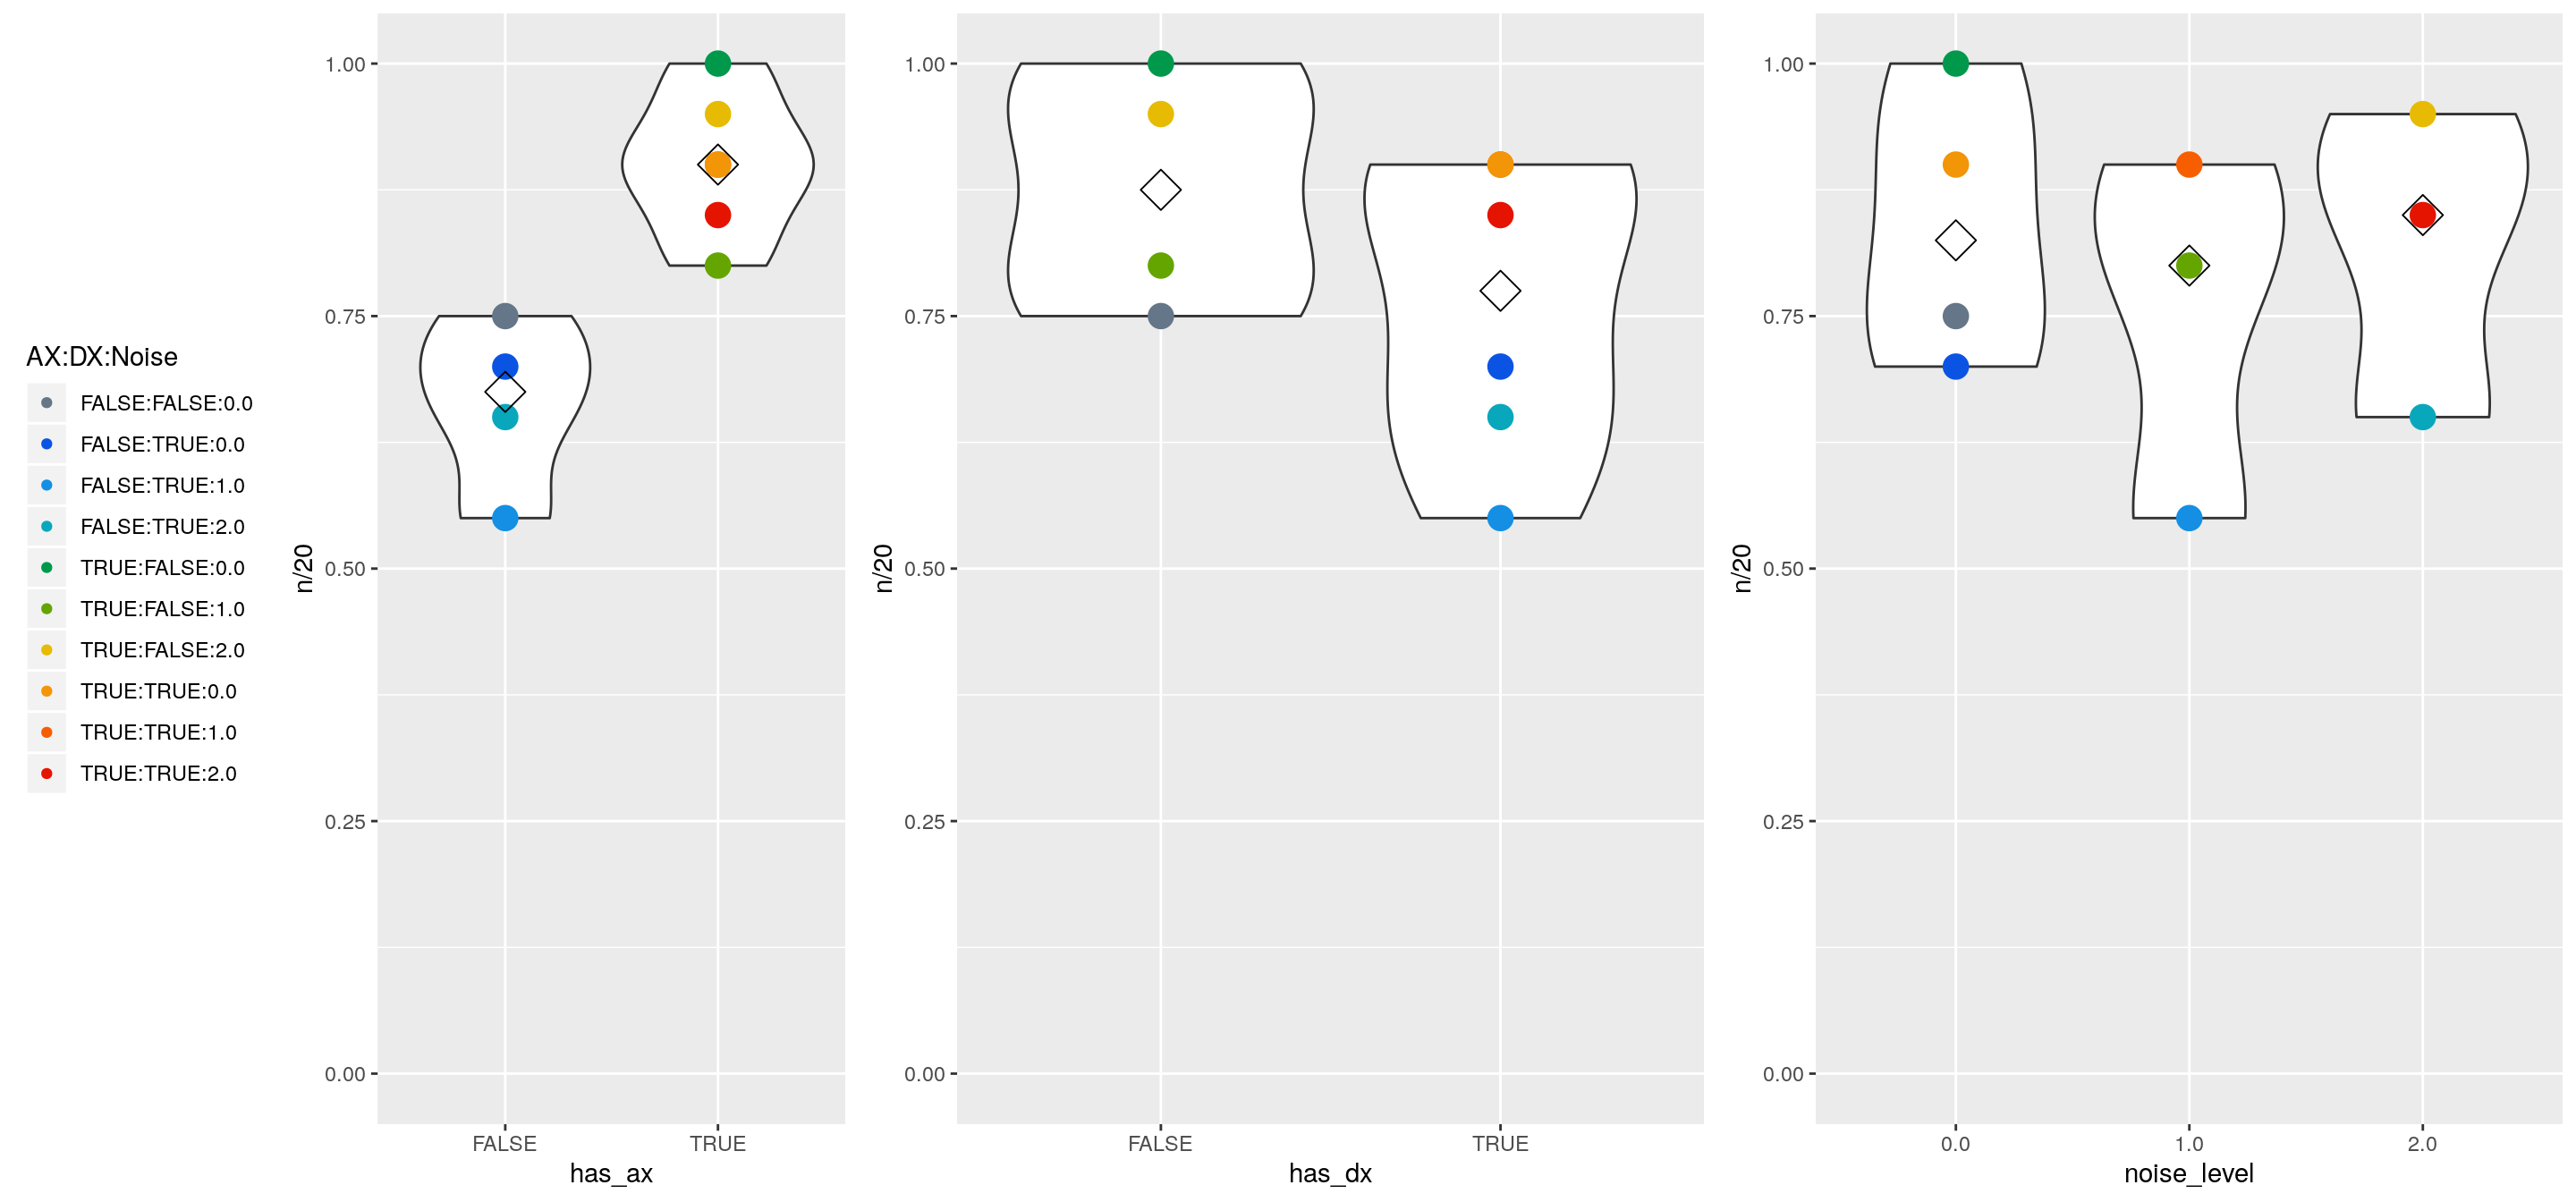 AX:DX:Noise
FALSE:FALSE:0.0
FALSE:TRUE:0.0
FALSE:TRUE:1.0
FALSE:TRUE:2.0
TRUE:FALSE:0.0
TRUE:FALSE:1.0
TRUE:FALSE:2.0
TRUE:TRUE:0.0
TRUE:TRUE:1.0
TRUE:TRUE:2.0
n/20
1.00
0.75
0.50
0.25
0.00
FALSE TRUE
has_ax
n/20
1.00
0.75
0.50
0.25
0.00
FALSE TRUE
has_dx
n/20
1.00
0.75
0.50
0.25
0.00
0.0 1.0 2.0
noise_level